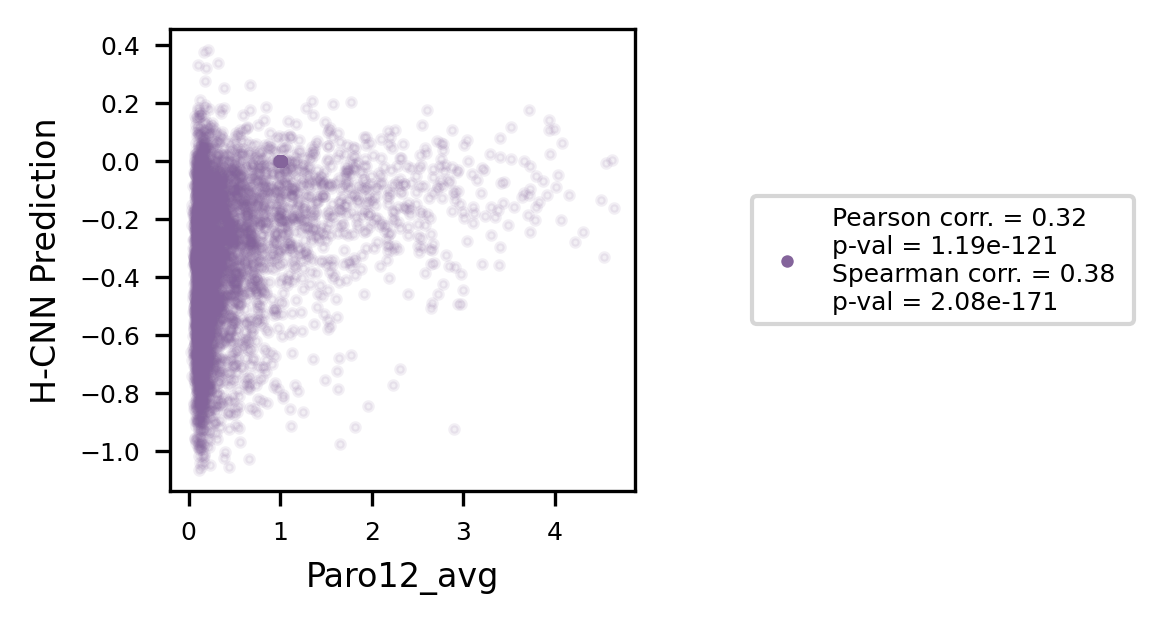 H-CNN Prediction
0.4
0.2
0.0
−0.2
−0.4
−0.6
−0.8
−1.0
0 1 2 3 4
Paro12_avg
Pearson corr. = 0.32
p-val = 1.19e-121
Spearman corr. = 0.38
p-val = 2.08e-171